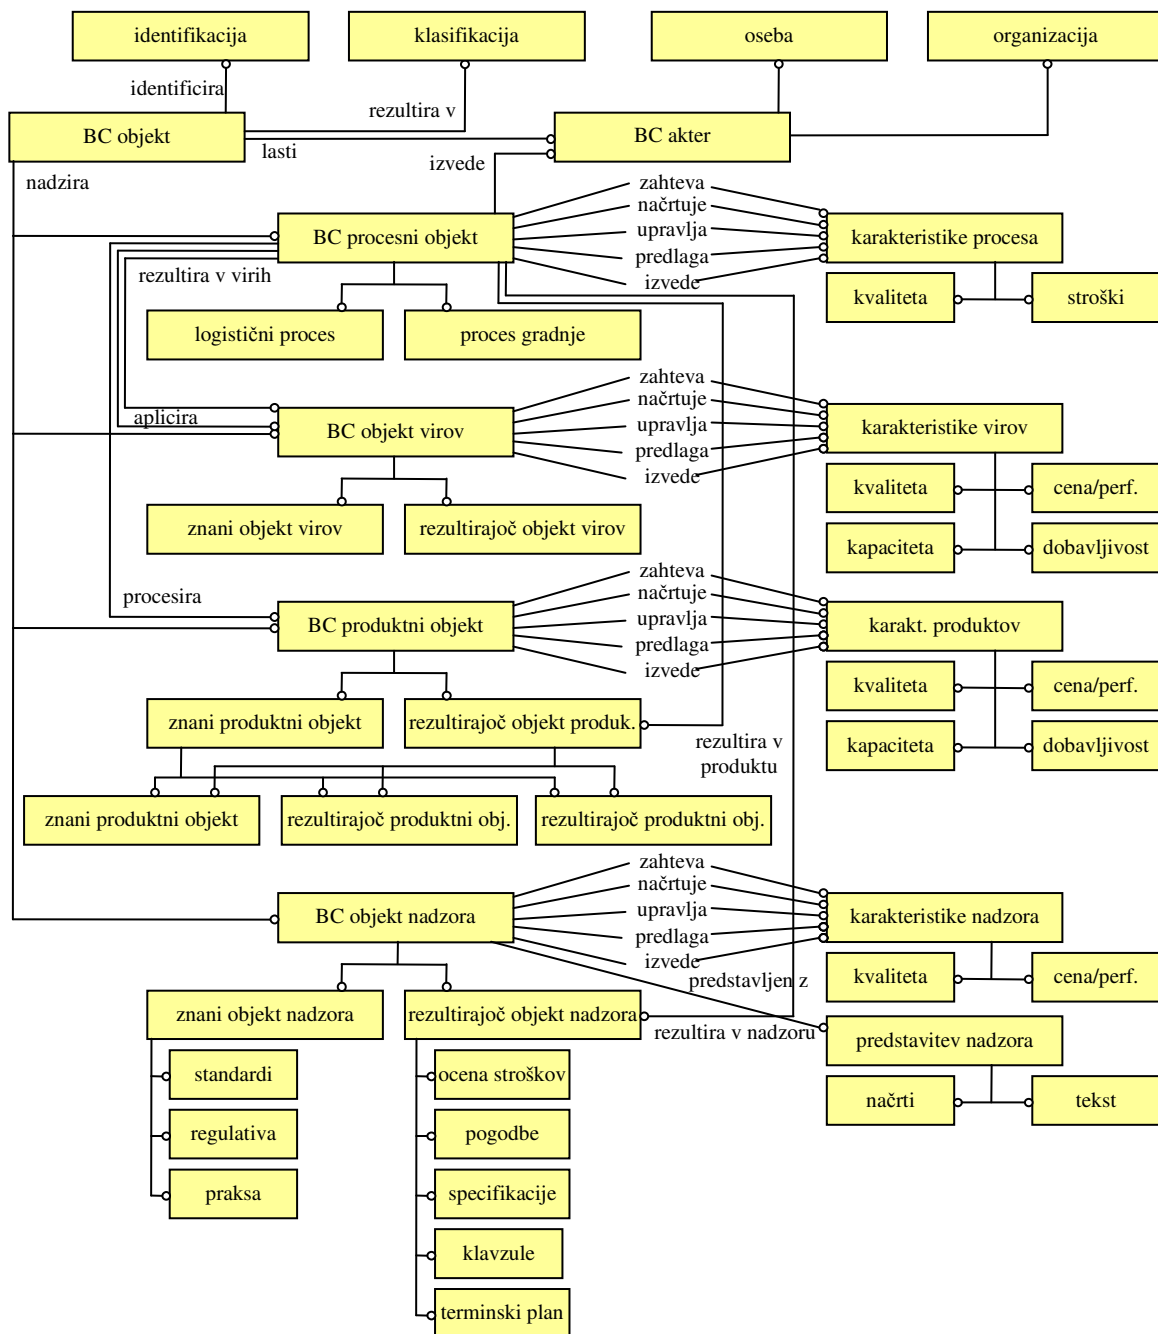 identifikacija
klasifikacija
oseba
organizacija
identificira
rezultira v
BC objekt
BC akter
lasti
izvede
nadzira
zahteva
načrtuje
upravlja
predlaga
izvede
BC procesni objekt
karakteristike procesa
rezultira v virih
kvaliteta
stroški
logistični proces
proces gradnje
zahteva
načrtuje
upravlja
predlaga
izvede
aplicira
BC objekt virov
karakteristike virov
kvaliteta
cena/perf.
znani objekt virov
rezultirajoč objekt virov
kapaciteta
dobavljivost
zahteva
načrtuje
upravlja
predlaga
izvede
procesira
BC produktni objekt
karakt. produktov
kvaliteta
cena/perf.
znani produktni objekt
rezultirajoč objekt produk.
rezultira v
produktu
kapaciteta
dobavljivost
znani produktni objekt
rezultirajoč produktni obj.
rezultirajoč produktni obj.
zahteva
načrtuje
upravlja
predlaga
izvede
BC objekt nadzora
karakteristike nadzora
predstavljen z
kvaliteta
cena/perf.
znani objekt nadzora
rezultirajoč objekt nadzora
rezultira v nadzoru
predstavitev nadzora
standardi
ocena stroškov
načrti
tekst
regulativa
pogodbe
praksa
specifikacije
klavzule
terminski plan